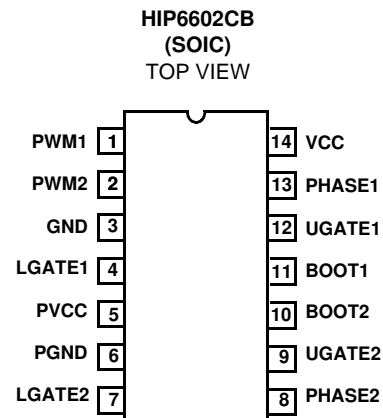 HIP6602CB
(SOIC)
TOP VIEW
PWM1 1 14 VCC
PWM2 2 13 PHASE1
GND 3 12 UGATE1
LGATE1 4 11 BOOT1
PVCC 5 10 BOOT2
PGND 6 9 UGATE2
LGATE2 7 8 PHASE2